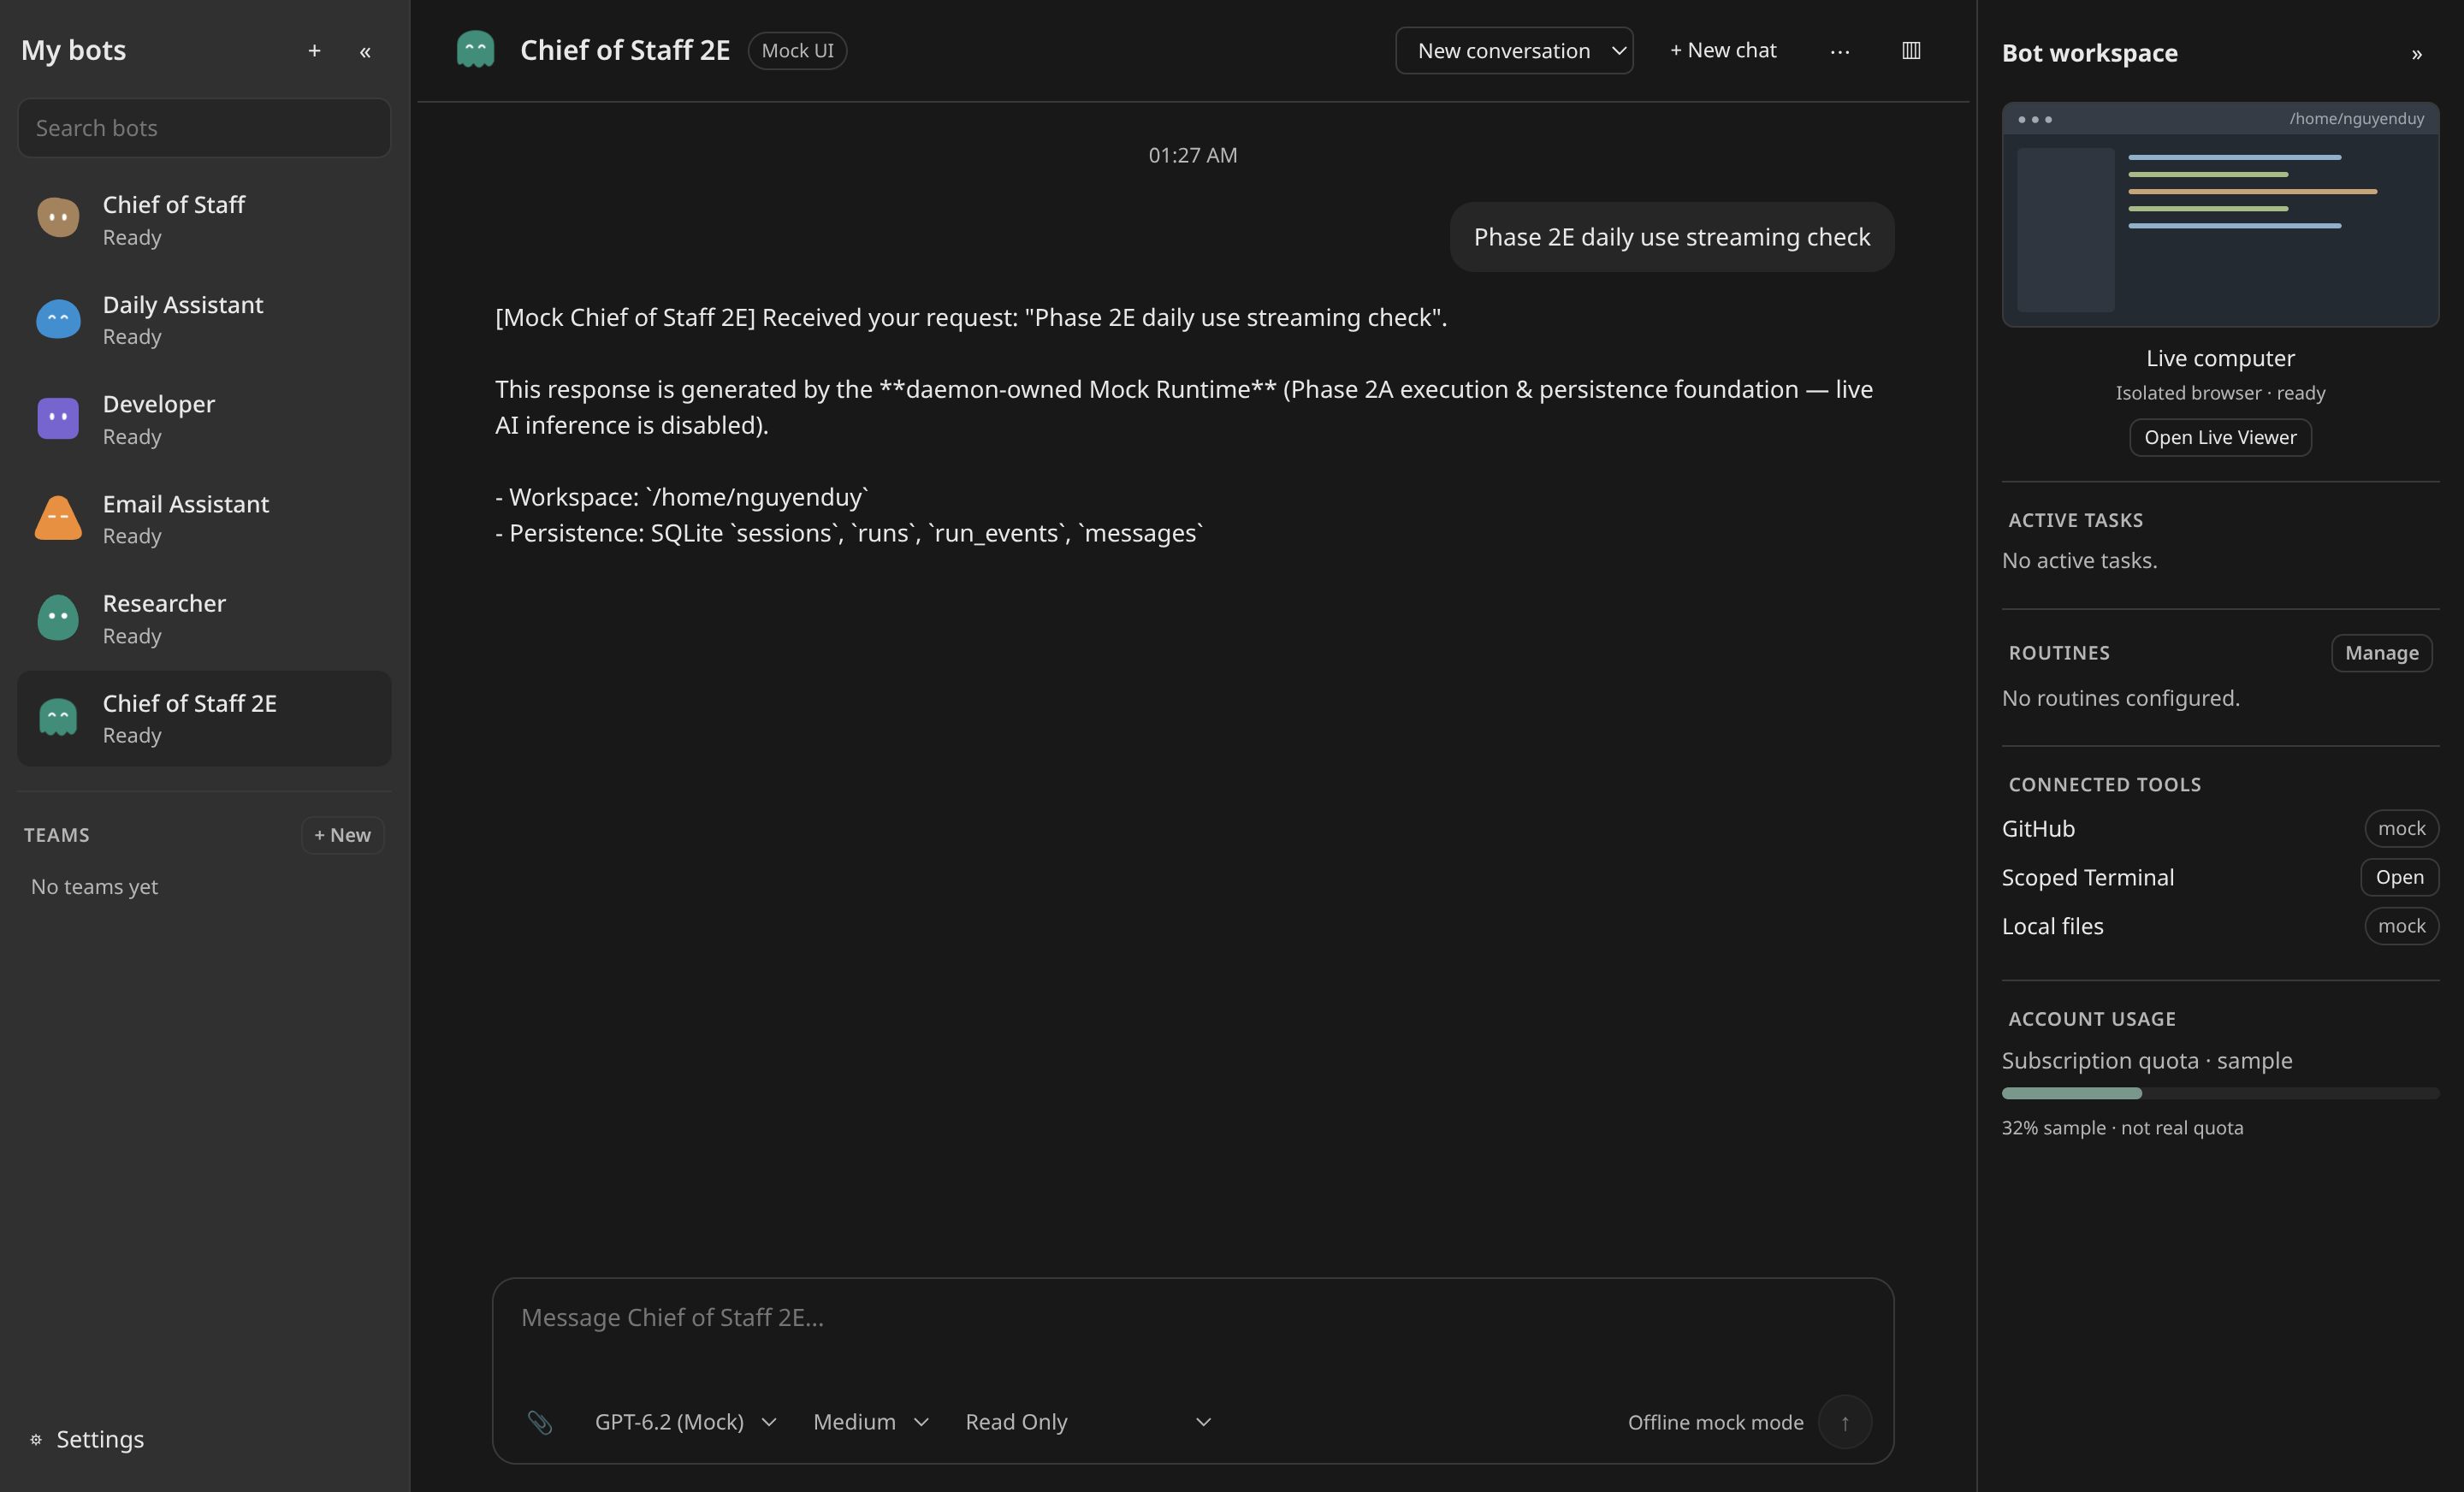 My bots
+ «
Search bots
Chief of Staff
Ready
Daily Assistant
Ready
Developer
Ready
Email Assistant
Ready
Researcher
Ready
Chief of Staff 2E
Ready
TEAMS
+ New
No teams yet
Settings
Chief of Staff 2E
Mock UI
New conversation
+ New chat
...
01:27 AM
Phase 2E daily use streaming check
[Mock Chief of Staff 2E] Received your request: "Phase 2E daily use streaming check".
This response is generated by the **daemon-owned Mock Runtime** (Phase 2A execution & persistence foundation — live
AI inference is disabled).
- Workspace: `/home/nguyenduy`
- Persistence: SQLite `sessions`, `runs`, `run_events`, `messages`
Message Chief of Staff 2E...
GPT-6.2 (Mock)
Medium
Read Only
Offline mock mode
↑
Bot workspace
»
/home/nguyenduy
Live computer
Isolated browser · ready
Open Live Viewer
ACTIVE TASKS
No active tasks.
ROUTINES
Manage
No routines configured.
CONNECTED TOOLS
GitHub
mock
Scoped Terminal
Open
Local files
mock
ACCOUNT USAGE
Subscription quota · sample
32% sample · not real quota